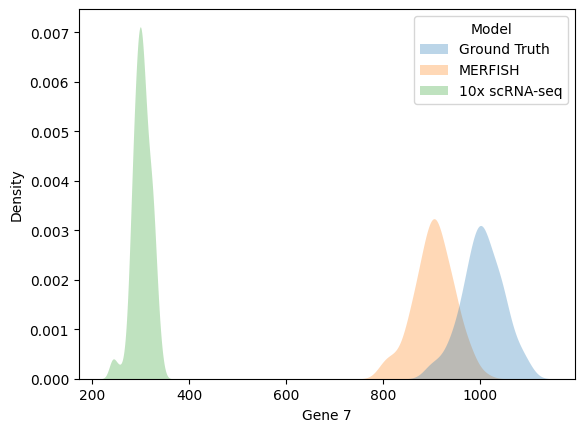 Model
Ground Truth
MERFISH
10x scRNA-seq
Density
0.007
0.006
0.005
0.004
0.003
0.002
0.001
0.000
200
400
600
800
1000
Gene 7